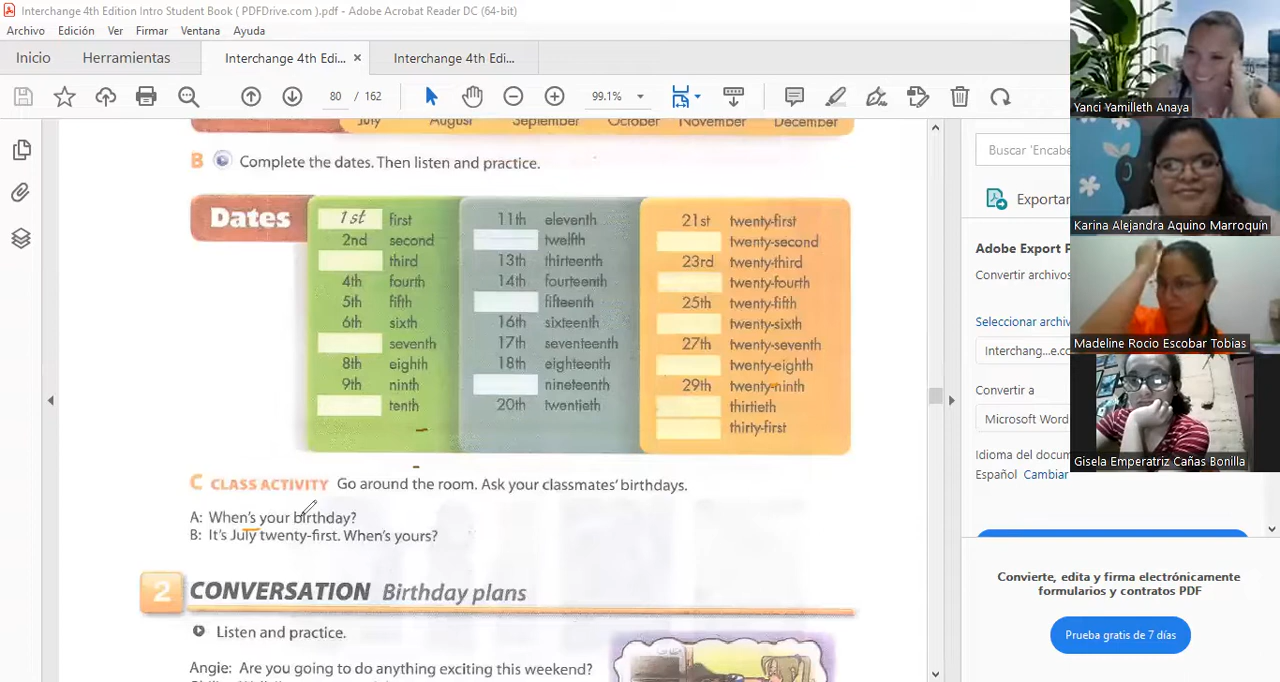 Interchange 4th Edition Intro Student Book ( PDFDrive.com ).pdf - Adobe Acrobat Reader DC (64-bit)
Archivo Edición Ver Firmar Ventana Ayuda
Inicio Herramientas Interchange 4th Edi... × Interchange 4th Edi...
80 / 162 99.1%
July August September October November December
B Complete the dates. Then listen and practice.
Dates
1st first
2nd second
third
4th fourth
5th fifth
6th sixth
seventh
8th eighth
9th ninth
tenth
11th eleventh
twelfth
13th thirteenth
14th fourteenth
fifteenth
16th sixteenth
17th seventeenth
18th eighteenth
nineteenth
20th twentieth
21st twenty-first
twenty-second
23rd twenty-third
twenty-fourth
25th twenty-fifth
twenty-sixth
27th twenty-seventh
twenty-eighth
29th twenty-ninth
thirtieth
thirty-first
C CLASS ACTIVITY Go around the room. Ask your classmates' birthdays.
A: When's your birthday?
B: It's July twenty-first. When's yours?
2 CONVERSATION Birthday plans
Listen and practice.
Angie: Are you going to do anything exciting this weekend?
Buscar 'Encabe
Exportar
Adobe Export P
Convertir archivos
Seleccionar archiv
Interchang...e.co
Convertir a
Microsoft Word
Idioma del docum
Español Cambiar
Convierte, edita y firma electrónicamente
formularios y contratos PDF
Prueba gratis de 7 días
Yanci Yamilleth Anaya
Karina Alejandra Aquino Marroquín
Madeline Rocio Escobar Tobias
Gisela Emperatriz Cañas Bonilla